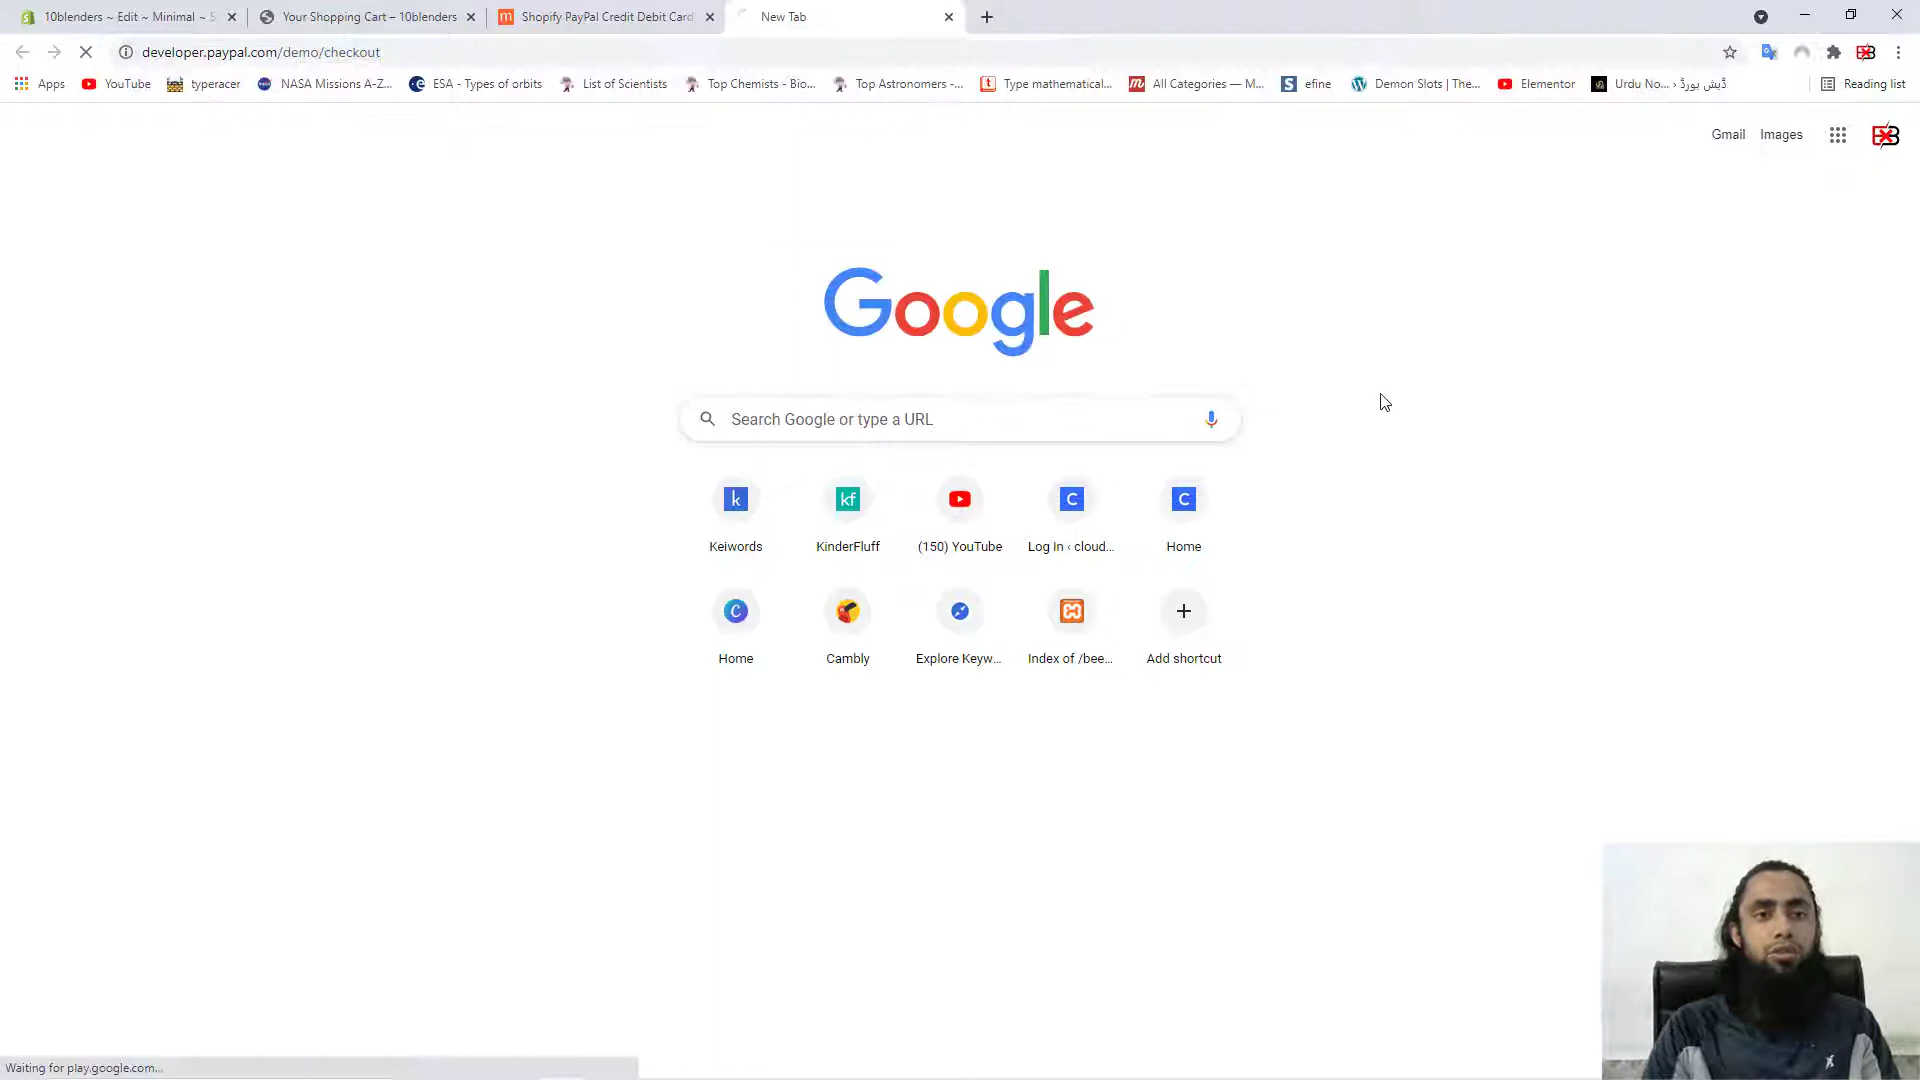 10blenders ~ Edit ~ Minimal ~ S
Your Shopping Cart – 10blenders
Shopify PayPal Credit Debit Card
New Tab
developer.paypal.com/demo/checkout
Apps
YouTube
typeracer
NASA Missions A-Z...
ESA - Types of orbits
List of Scientists
Top Chemists - Bio...
Top Astronomers -...
Type mathematical...
All Categories — M...
efine
Demon Slots | The...
Elementor
Urdu No... ‹ ڈیش بورڈ
Reading list
Gmail
Images
Google
Search Google or type a URL
Keiwords
KinderFluff
(150) YouTube
Log In ‹ cloud...
Home
Home
Cambly
Explore Keyw...
Index of /bee...
Add shortcut
Waiting for play.google.com...